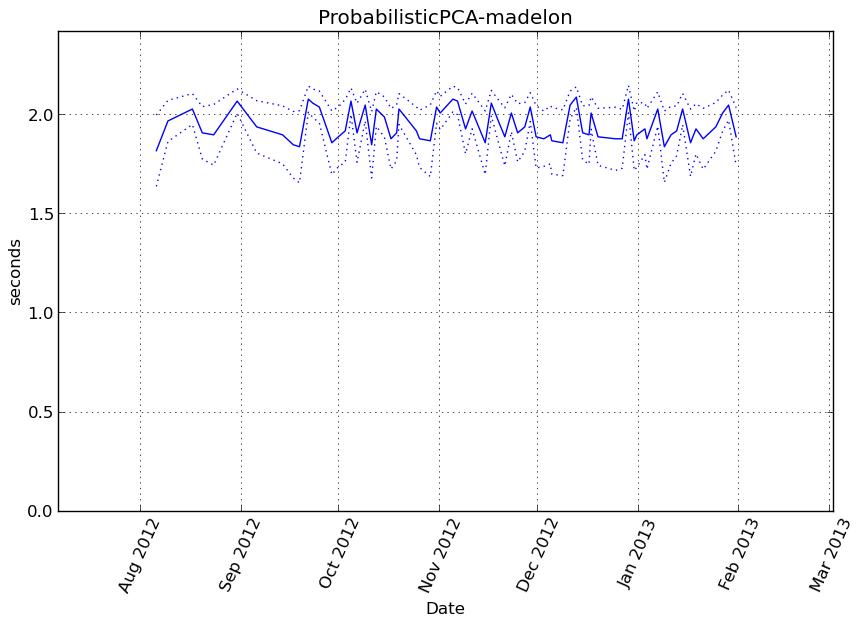 ProbabilisticPCA-madelon
seconds
2.0
1.5
1.0
0.5
0.0
Aug 2012
Sep 2012
Oct 2012
Nov 2012
Dec 2012
Jan 2013
Feb 2013
Mar 2013
Date